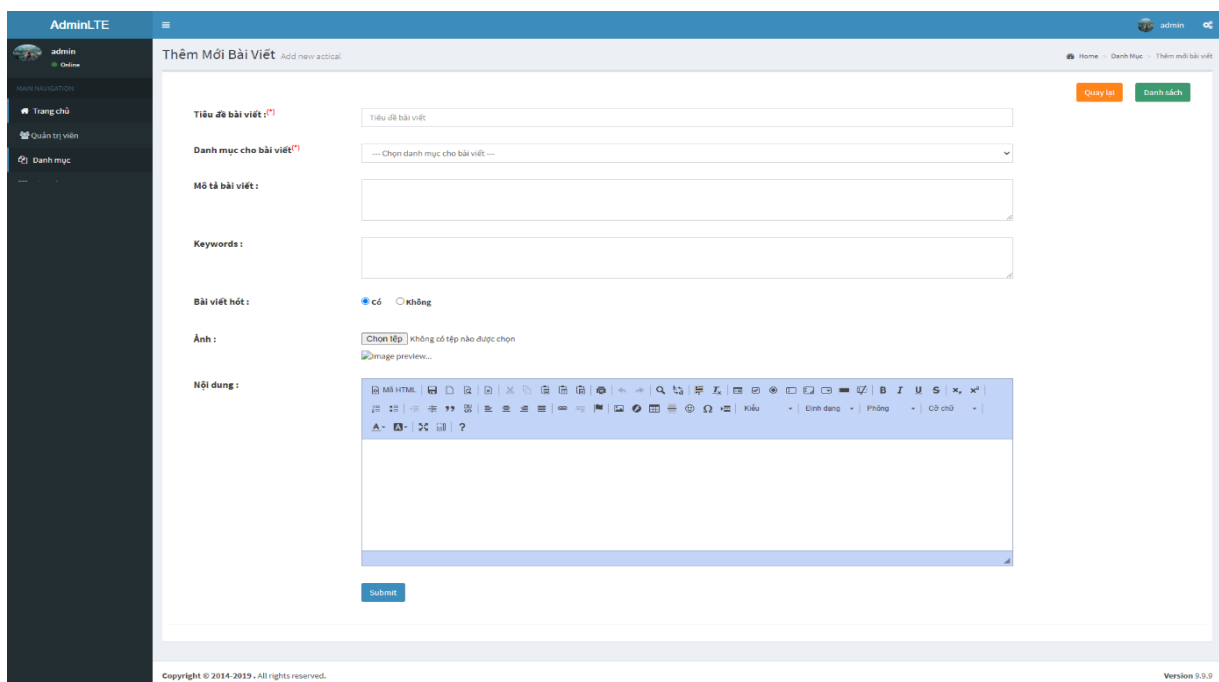 AdminLTE
admin
admin
Online
Thêm Mới Bài Viết Add new actical
Home > Danh Mục > Thêm mới bài viết
MAIN NAVIGATION
Trang chủ
Quản trị viên
Danh mục
Quay lại
Danh sách
Tiêu đề bài viết :(*)
Tiêu đề bài viết
Danh mục cho bài viết(*)
--- Chọn danh mục cho bài viết ---
Mô tả bài viết :
Keywords :
Bài viết hót :
Có Không
Ảnh :
Chọn tệp Không có tệp nào được chọn
Image preview...
Nội dung :
Mã HTML
Kiểu Định dạng Phông Cỡ chữ
Submit
Copyright © 2014-2019 . All rights reserved.
Version 9.9.9